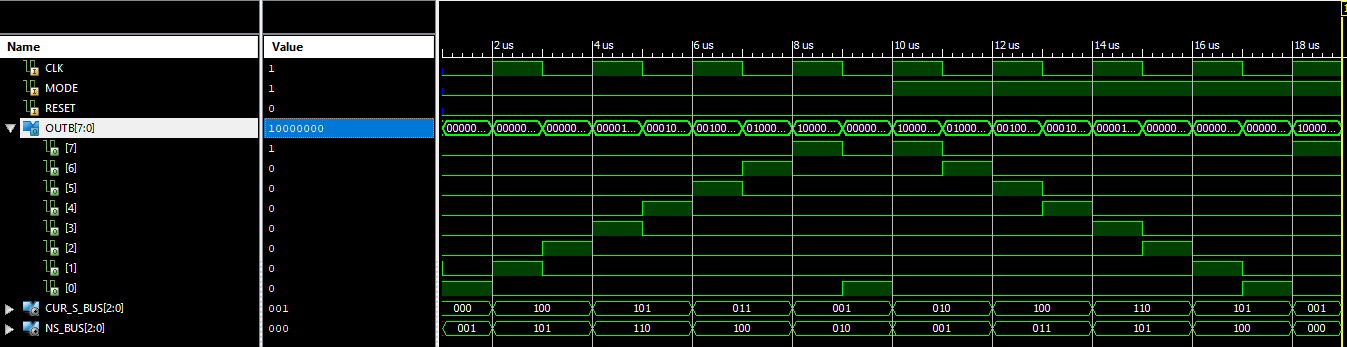 Name Value 2 us 4 us 6 us 8 us 10 us 12 us 14 us 16 us 18 us
CLK 1
MODE 1
RESET 0
OUTB[7:0] 10000000 00000... 00000... 00000... 00001... 00010... 00100... 01000... 10000... 00000... 10000... 01000... 00100... 00010... 00001... 00000... 00000... 00000... 10000...
[7] 1
[6] 0
[5] 0
[4] 0
[3] 0
[2] 0
[1] 0
[0] 0
CUR_S_BUS[2:0] 001 000 100 101 011 001 010 100 110 101 001
NS_BUS[2:0] 000 001 101 110 100 010 001 011 101 100 000